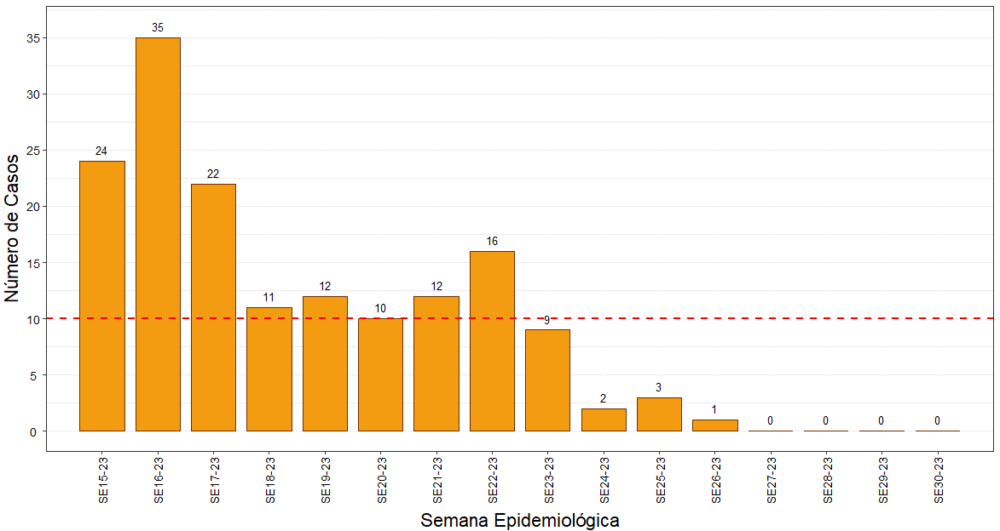 Número de Casos
35
30
25
20
15
10
5
0
24
35
22
11
12
10
12
16
9
2
3
1
0
0
0
0
SE15-23
SE16-23
SE17-23
SE18-23
SE19-23
SE20-23
SE21-23
SE22-23
SE23-23
SE24-23
SE25-23
SE26-23
SE27-23
SE28-23
SE29-23
SE30-23
Semana Epidemiológica